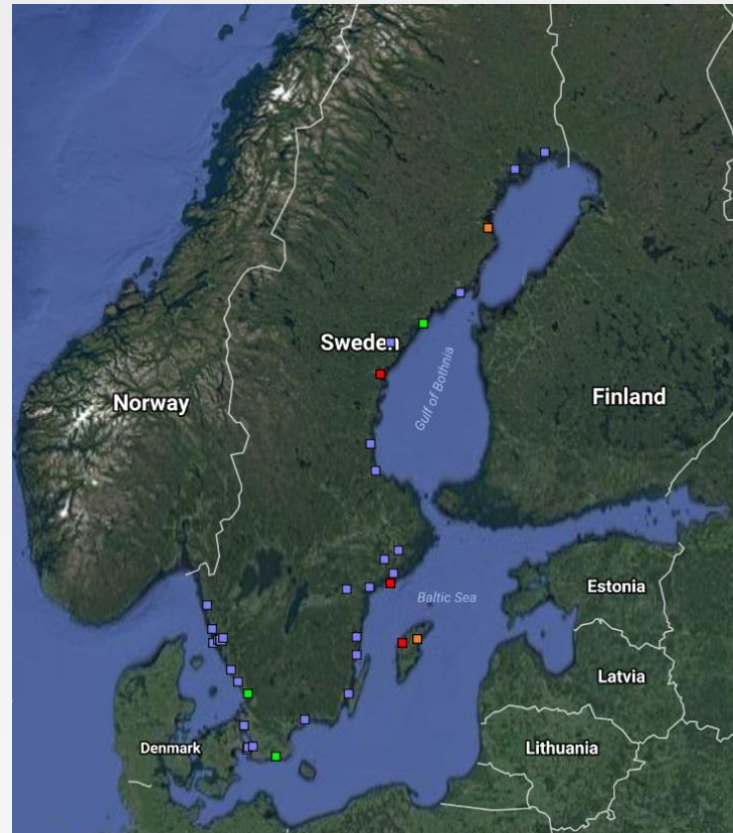 Sweden
Norway
Gulf of Bothnia
Finland
Baltic Sea
Estonia
Latvia
Denmark
Lithuania